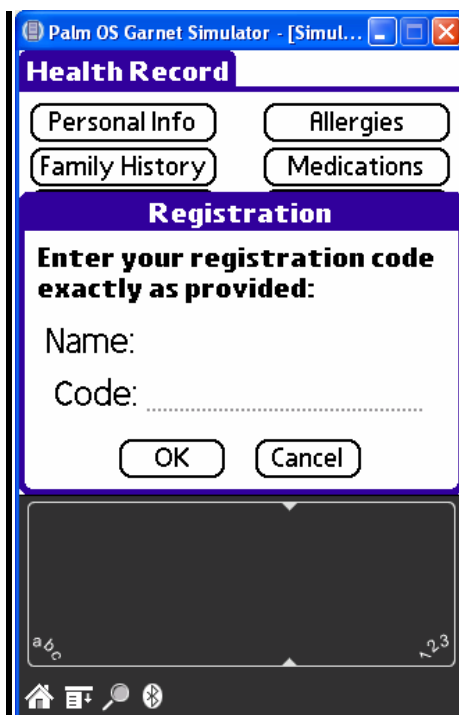 Palm OS Garnet Simulator - [Simul...
Health Record
Personal Info Allergies
Family History Medications
Registration
Enter your registration code
exactly as provided:
Name:
Code:
OK Cancel
abc 123